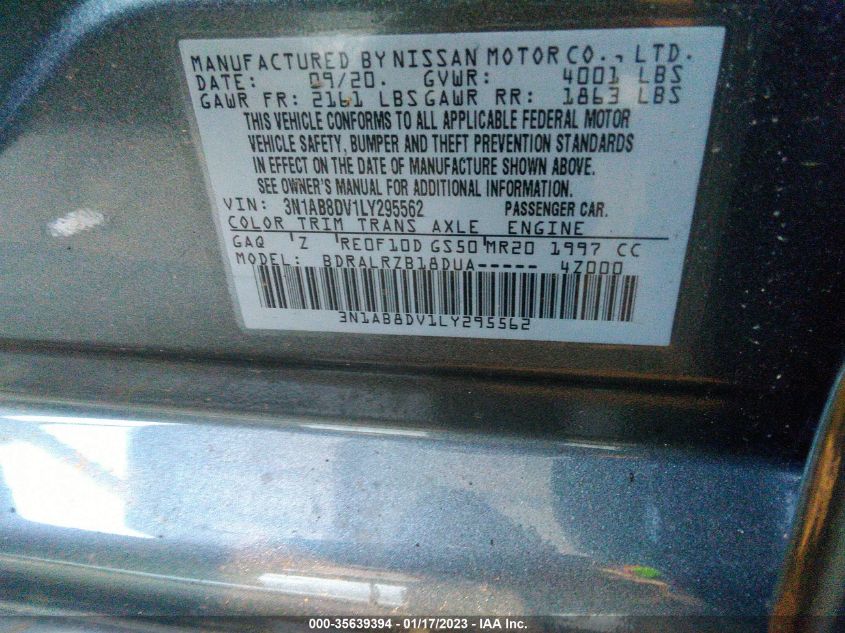 MANUFACTURED BY NISSAN MOTOR CO., LTD.
DATE: 09/20. GVWR: 4001 LBS
GAWR FR: 2161 LBS GAWR RR: 1863 LBS
THIS VEHICLE CONFORMS TO ALL APPLICABLE FEDERAL MOTOR
VEHICLE SAFETY, BUMPER AND THEFT PREVENTION STANDARDS
IN EFFECT ON THE DATE OF MANUFACTURE SHOWN ABOVE.
SEE OWNER'S MANUAL FOR ADDITIONAL INFORMATION.
VIN: 3N1AB8DV1LY295562 PASSENGER CAR.
COLOR TRIM TRANS AXLE ENGINE
GAQ 'Z RE0F10D GS50 MR20 1997 CC
MODEL: BDRALRZB18DUA----- 4Z000
3N1AB8DV1LY295562
000-35639394 - 01/17/2023 - IAA Inc.